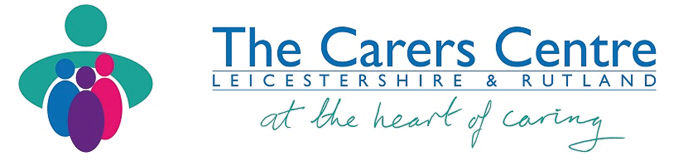 The Carers Centre
LEICESTERSHIRE & RUTLAND
at the heart of caring